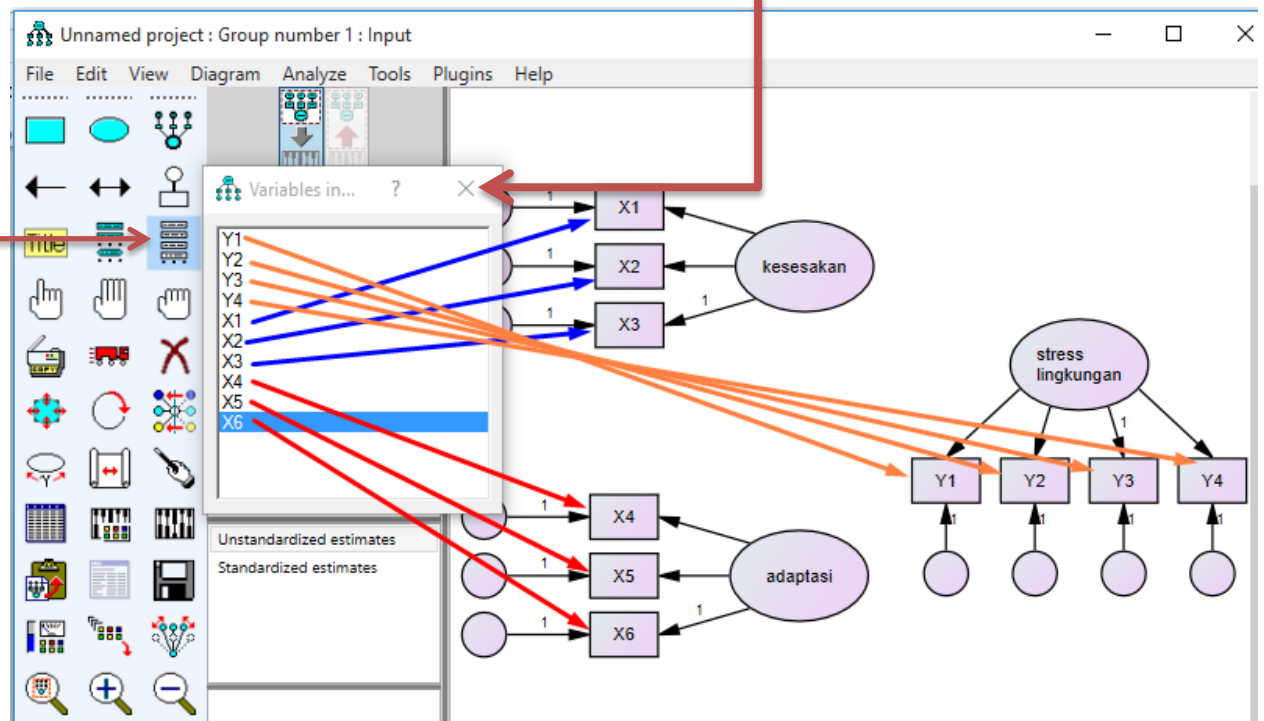 Unnamed project : Group number 1 : Input
File Edit View Diagram Analyze Tools Plugins Help
Title
Variables in... ?
Y1
Y2
Y3
Y4
X1
X2
X3
X4
X5
X6
Unstandardized estimates
Standardized estimates
1
X1
1
X2
kesesakan
1
1
X3
stress
lingkungan
1
Y1 Y2 Y3 Y4
1 1 1 1
1
X4
1
X5
adaptasi
1
1
X6
COPY
γ